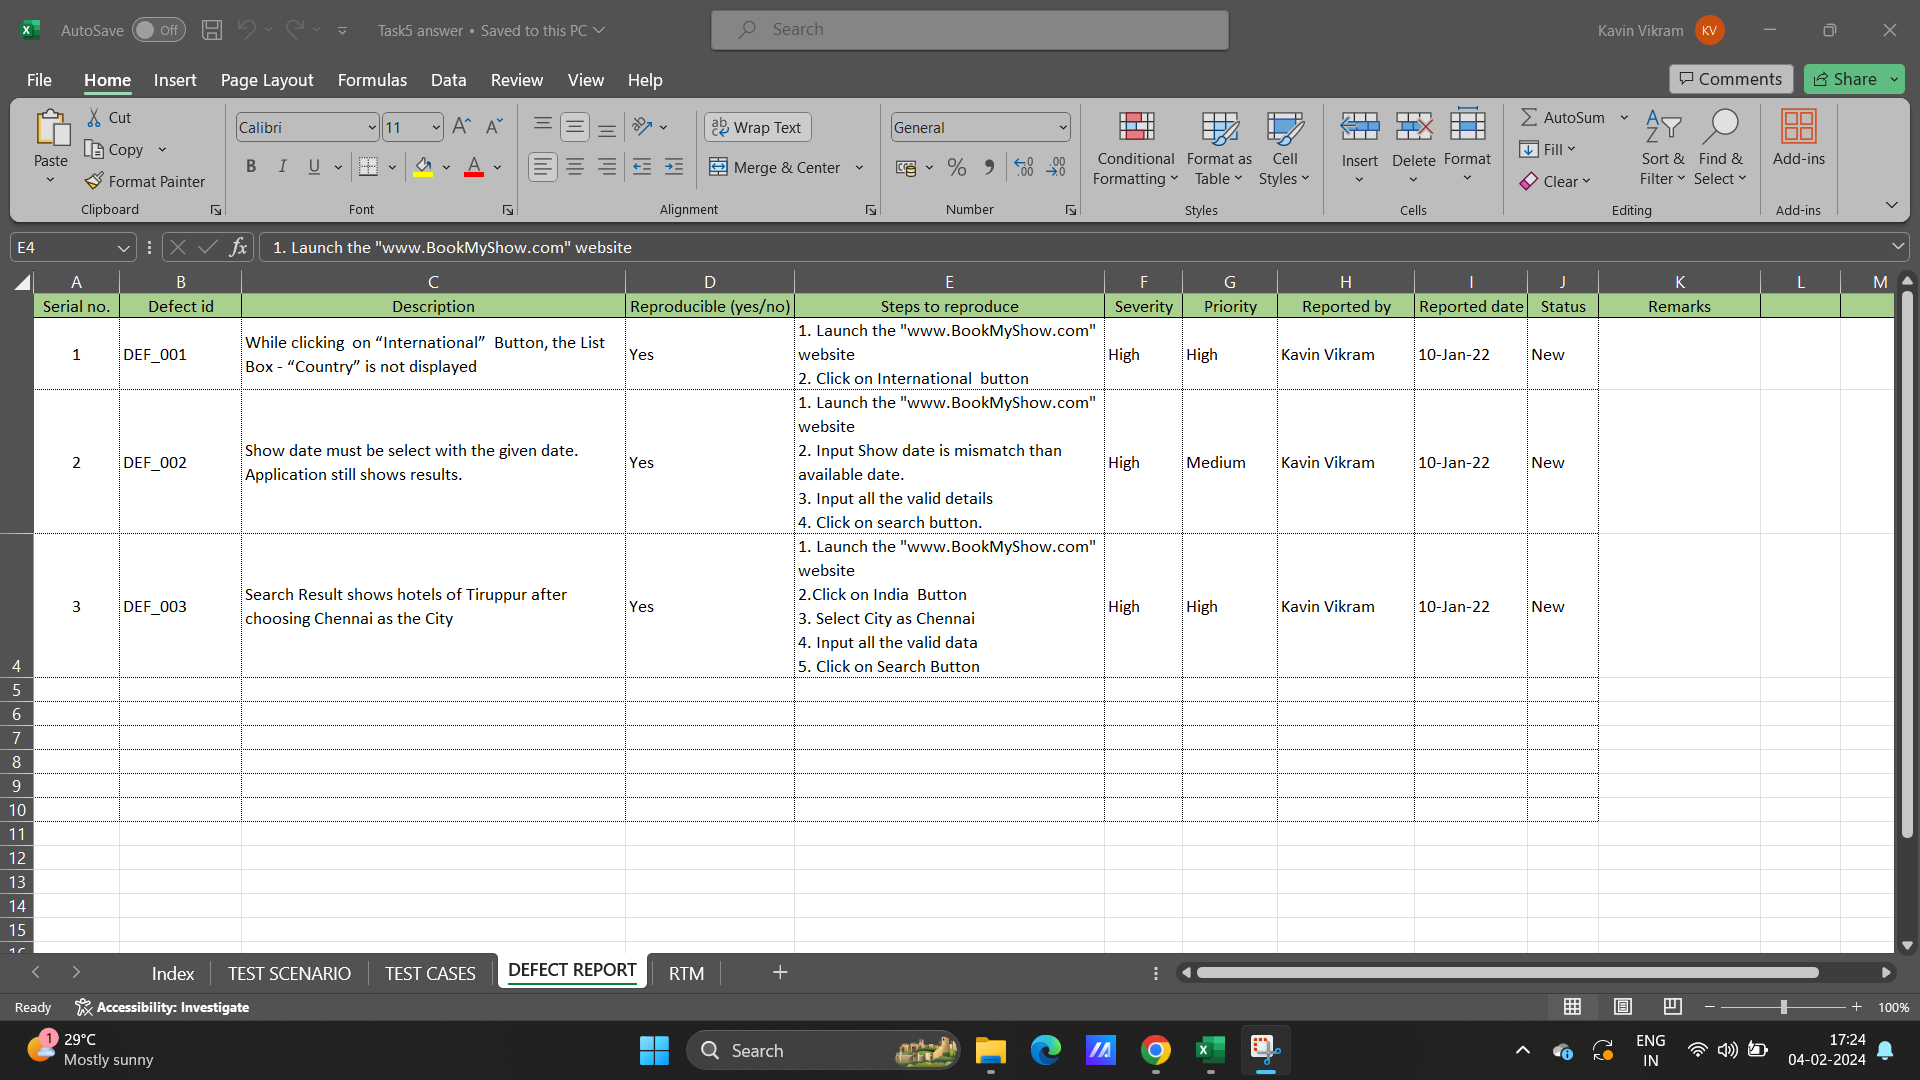 AutoSave Off Task5 answer • Saved to this PC Search Kavin Vikram KV
File Home Insert Page Layout Formulas Data Review View Help Comments Share
Paste Cut Copy Format Painter Clipboard
Calibri 11 B I U A Font
Wrap Text Merge & Center Alignment
General % Number
Conditional Formatting Format as Table Cell Styles Styles
Insert Delete Format Cells
AutoSum Fill Clear Sort & Filter Find & Select Editing
Add-ins Add-ins
E4 fx 1. Launch the "www.BookMyShow.com" website
A B C D E F G H I J K L M
Serial no. Defect id Description Reproducible (yes/no) Steps to reproduce Severity Priority Reported by Reported date Status Remarks
1 DEF_001
While clicking on “International” Button, the List
Box - “Country” is not displayed
Yes
1. Launch the "www.BookMyShow.com"
website
2. Click on International button
High High Kavin Vikram 10-Jan-22 New
2 DEF_002
Show date must be select with the given date.
Application still shows results.
Yes
1. Launch the "www.BookMyShow.com"
website
2. Input Show date is mismatch than
available date.
3. Input all the valid details
4. Click on search button.
High Medium Kavin Vikram 10-Jan-22 New
3 DEF_003
Search Result shows hotels of Tiruppur after
choosing Chennai as the City
Yes
1. Launch the "www.BookMyShow.com"
website
2.Click on India Button
3. Select City as Chennai
4. Input all the valid data
5. Click on Search Button
High High Kavin Vikram 10-Jan-22 New
4
5
6
7
8
9
10
11
12
13
14
15
16
Index TEST SCENARIO TEST CASES DEFECT REPORT RTM
Ready Accessibility: Investigate 100%
1 29°C
Mostly sunny
Search
ENG
IN
17:24
04-02-2024